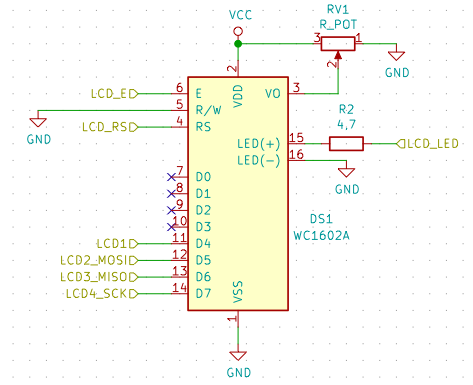 VCC
RV1
R_POT
3
1
2
GND
2
VDD
LCD_E
6
E
VO
3
5
R/W
GND
LCD_RS
4
RS
R2
4,7
LED(+)
15
LCD_LED
LED(-)
16
GND
7
D0
8
D1
9
D2
10
D3
DS1
WC1602A
LCD1
11
D4
LCD2_MOSI
12
D5
LCD3_MISO
13
D6
LCD4_SCK
14
D7
VSS
1
GND